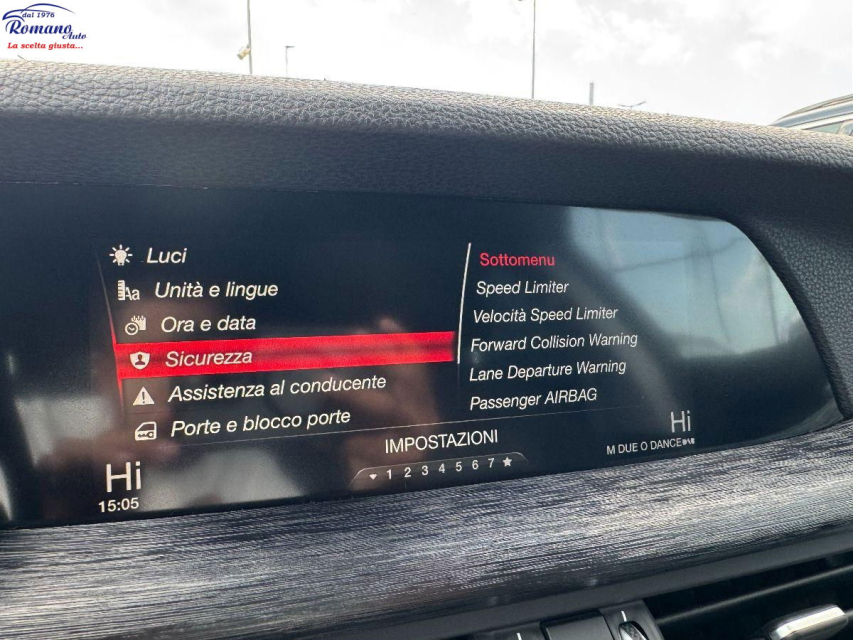 dal 1976
Romano
Auto
La scelta giusta...
Luci
Unità e lingue
Ora e data
Sicurezza
Assistenza al conducente
Porte e blocco porte
Sottomenu
Speed Limiter
Velocità Speed Limiter
Forward Collision Warning
Lane Departure Warning
Passenger AIRBAG
IMPOSTAZIONI
1 2 3 4 5 6 7
Hi
15:05
Hi
M DUE O DANCE